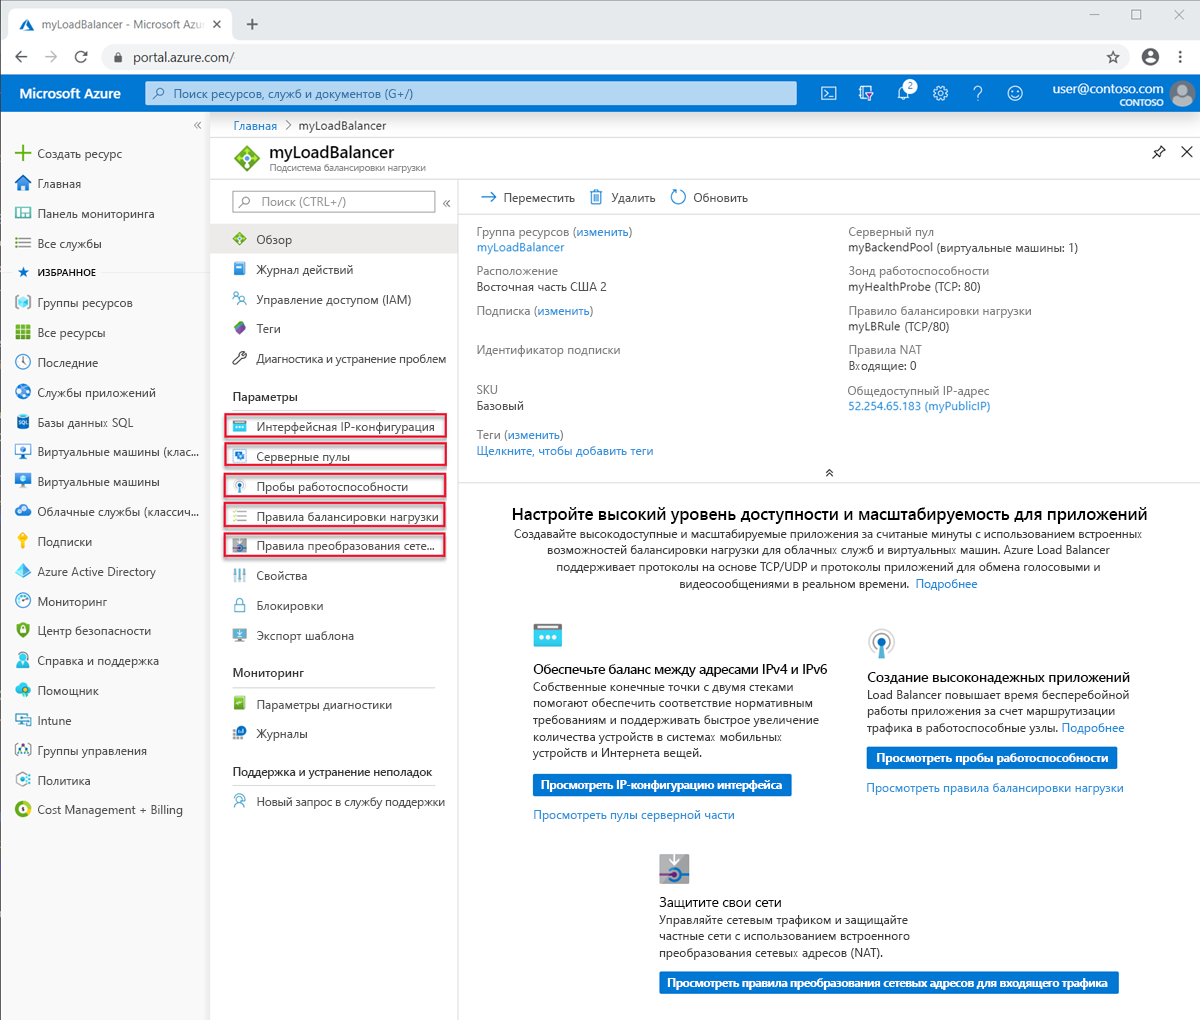 myLoadBalancer - Microsoft Azu
portal.azure.com/
Microsoft Azure
Поиск ресурсов, служб и документов (G+/)
2
user@contoso.com
CONTOSO
Главная > myLoadBalancer
myLoadBalancer
Подсистема балансировки нагрузки
Создать ресурс
Главная
Панель мониторинга
Все службы
ИЗБРАННОЕ
Группы ресурсов
Все ресурсы
Последние
Службы приложений
Базы данных SQL
Виртуальные машины (клас...
Виртуальные машины
Облачные службы (классич...
Подписки
Azure Active Directory
Мониторинг
Центр безопасности
Справка и поддержка
Помощник
Intune
Группы управления
Политика
Cost Management + Billing
Поиск (CTRL+/)
Обзор
Журнал действий
Управление доступом (IAM)
Теги
Диагностика и устранение проблем
Параметры
Интерфейсная IP-конфигурация
Серверные пулы
Пробы работоспособности
Правила балансировки нагрузки
Правила преобразования сете...
Свойства
Блокировки
Экспорт шаблона
Мониторинг
Параметры диагностики
Журналы
Поддержка и устранение неполадок
Новый запрос в службу поддержки
Переместить
Удалить
Обновить
Группа ресурсов (изменить)
myLoadBalancer
Расположение
Восточная часть США 2
Подписка (изменить)
Идентификатор подписки
SKU
Базовый
Теги (изменить)
Щелкните, чтобы добавить теги
Серверный пул
myBackendPool (виртуальные машины: 1)
Зонд работоспособности
myHealthProbe (TCP: 80)
Правило балансировки нагрузки
myLBRule (TCP/80)
Правила NAT
Входящие: 0
Общедоступный IP-адрес
52.254.65.183 (myPublicIP)
Настройте высокий уровень доступности и масштабируемость для приложений
Создавайте высокодоступные и масштабируемые приложения за считаные минуты с использованием встроенных
возможностей балансировки нагрузки для облачных служб и виртуальных машин. Azure Load Balancer
поддерживает протоколы на основе TCP/UDP и протоколы приложений для обмена голосовыми и
видеосообщениями в реальном времени. Подробнее
Обеспечьте баланс между адресами IPv4 и IPv6
Собственные конечные точки с двумя стеками
помогают обеспечить соответствие нормативным
требованиям и поддерживать быстрое увеличение
количества устройств в системах мобильных
устройств и Интернета вещей.
Просмотреть IP-конфигурацию интерфейса
Просмотреть пулы серверной части
Создание высоконадежных приложений
Load Balancer повышает время бесперебойной
работы приложения за счет маршрутизации
трафика в работоспособные узлы. Подробнее
Просмотреть пробы работоспособности
Просмотреть правила балансировки нагрузки
Защитите свои сети
Управляйте сетевым трафиком и защищайте
частные сети с использованием встроенного
преобразования сетевых адресов (NAT).
Просмотреть правила преобразования сетевых адресов для входящего трафика